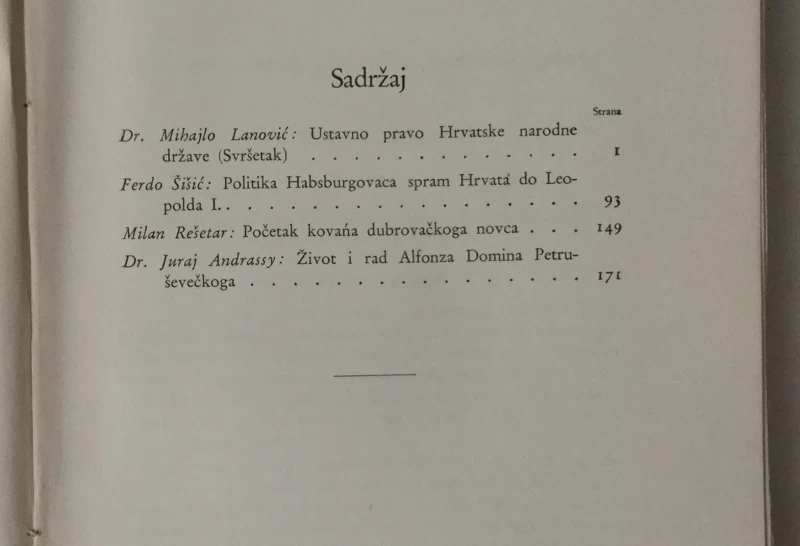 Sadržaj
Strana
Dr. Mihajlo Lanović: Ustavno pravo Hrvatske narodne
države (Svršetak) . . . . . . . . . . . . . 1
Ferdo Šišić: Politika Habsburgovaca spram Hrvatá do Leo-
polda I. . . . . . . . . . . . . . . . . . 93
Milan Rešetar: Početak kovańa dubrovačkoga novca . . . 149
Dr. Juraj Andrassy: Život i rad Alfonza Domina Petru-
ševečkoga . . . . . . . . . . . . . . . . 171